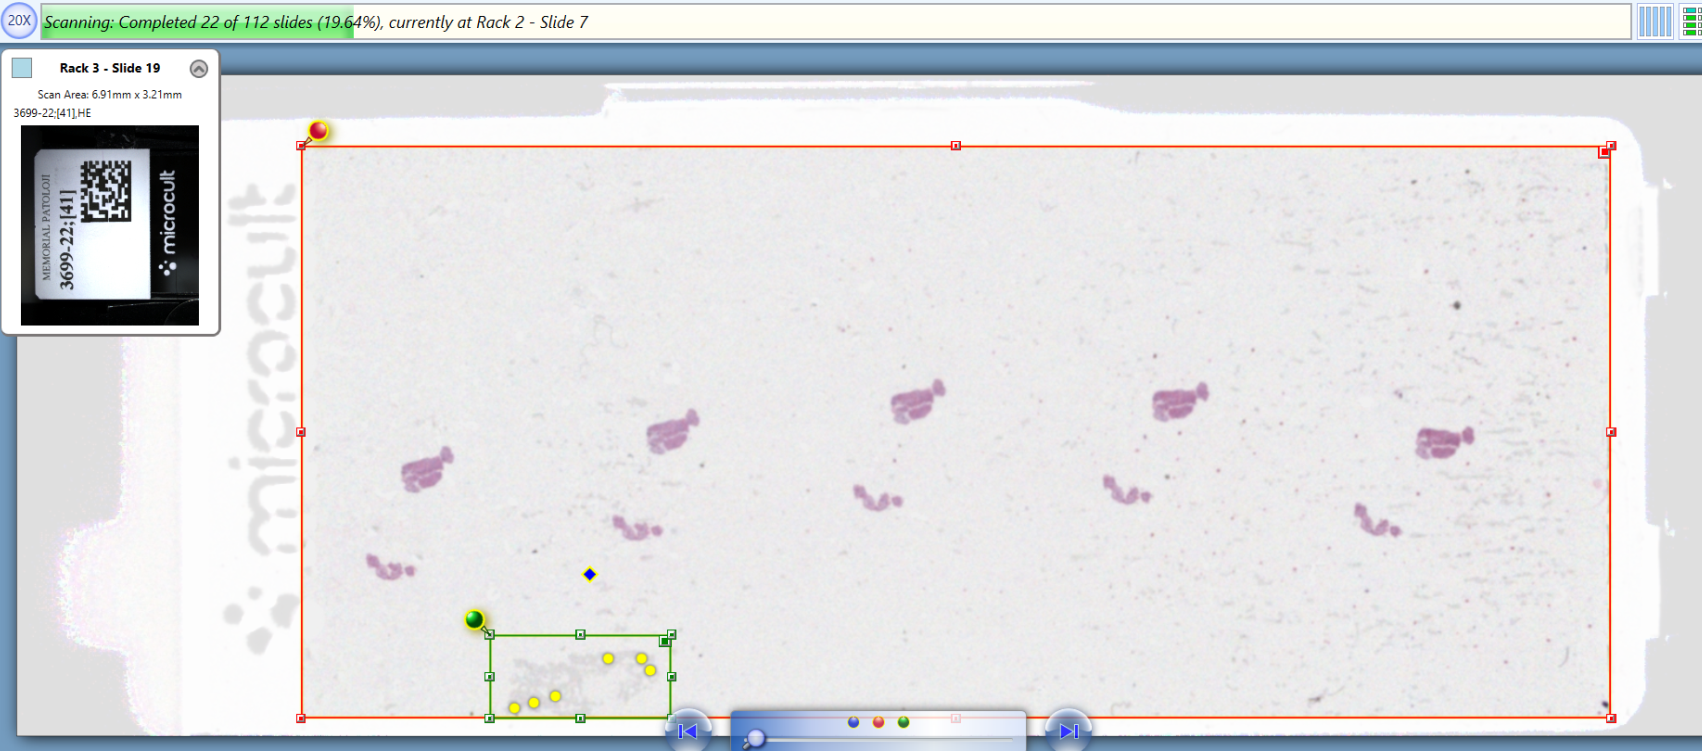 20X
Scanning: Completed 22 of 112 slides (19.64%), currently at Rack 2 - Slide 7
Rack 3 - Slide 19
Scan Area: 6.91mm x 3.21mm
3699-22;[41],HE
MEMORIAL PATOLOJI
3699-22;[41]
microcult
microcult